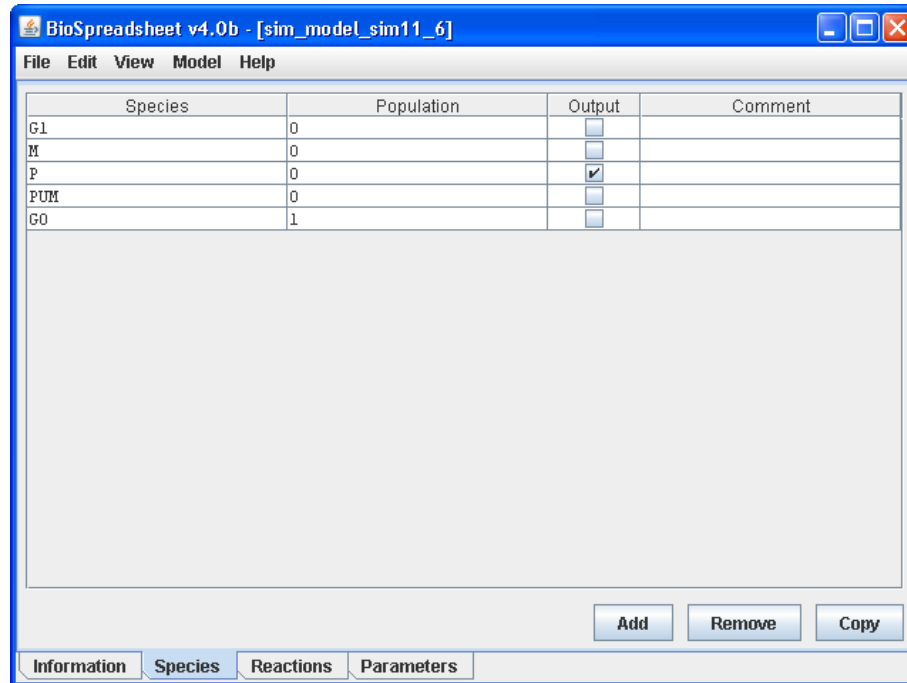 BioSpreadsheet v4.0b - [sim_model_sim11_6]
File Edit View Model Help
Species Population Output Comment
G1 0
M 0
P 0
PUM 0
G0 1
Add Remove Copy
Information Species Reactions Parameters